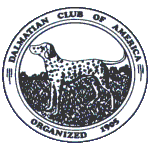 DALMATIAN CLUB OF AMERICA
ORGANIZED 1905